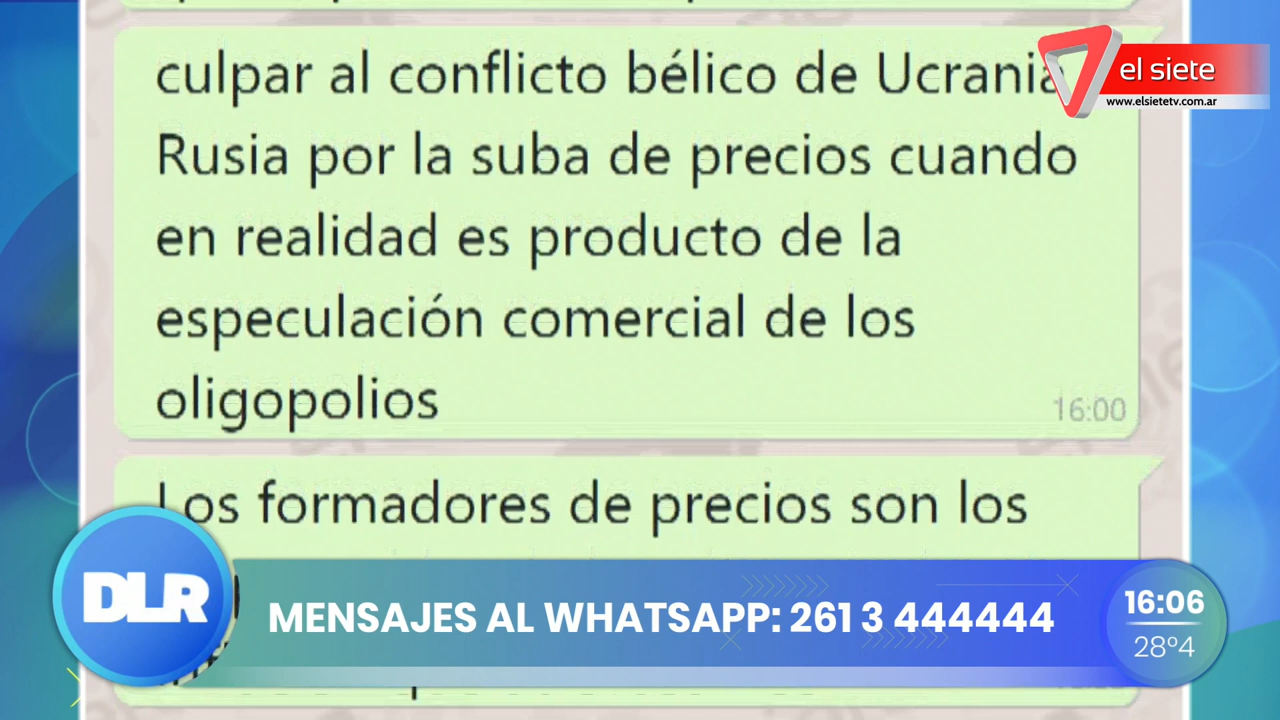 culpar al conflicto bélico de Ucrania
Rusia por la suba de precios cuando
en realidad es producto de la
especulación comercial de los
oligopolios
16:00
Los formadores de precios son los
el siete
www.elsietetv.com.ar
DLR
MENSAJES AL WHATSAPP: 261 3 444444
16:06
28º4